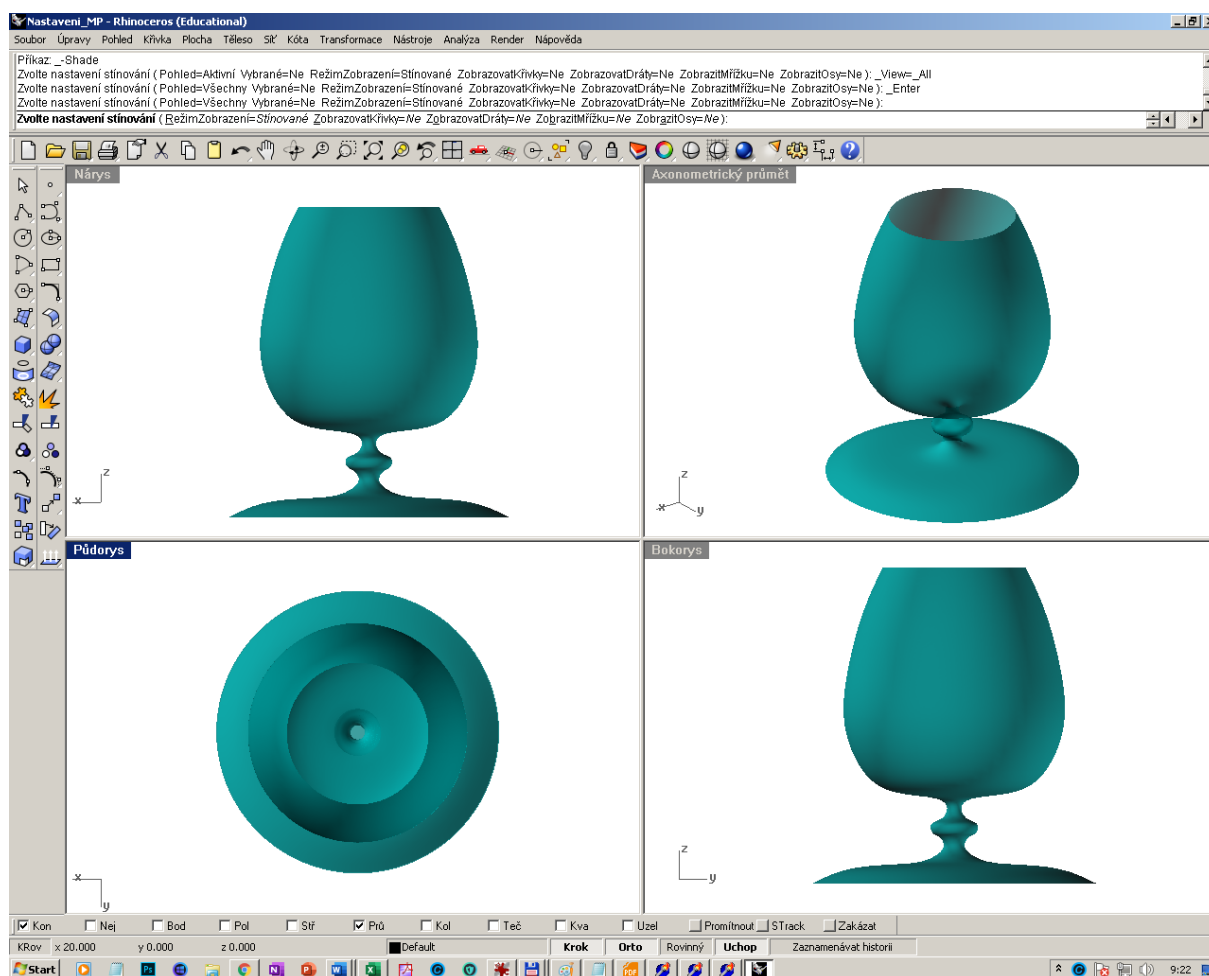 Nastaveni_MP - Rhinoceros (Educational)
Soubor Úpravy Pohled Křivka Plocha Těleso Síť Kóta Transformace Nástroje Analýza Render Nápověda
Příkaz: _-Shade
Zvolte nastavení stínování ( Pohled=Aktivní Vybrané=Ne RežimZobrazení=Stínované ZobrazovatKřivky=Ne ZobrazovatDráty=Ne ZobrazitMřížku=Ne ZobrazitOsy=Ne ): _View=_All
Zvolte nastavení stínování ( Pohled=Všechny Vybrané=Ne RežimZobrazení=Stínované ZobrazovatKřivky=Ne ZobrazovatDráty=Ne ZobrazitMřížku=Ne ZobrazitOsy=Ne ): _Enter
Zvolte nastavení stínování ( Pohled=Všechny Vybrané=Ne RežimZobrazení=Stínované ZobrazovatKřivky=Ne ZobrazovatDráty=Ne ZobrazitMřížku=Ne ZobrazitOsy=Ne ):
Zvolte nastavení stínování ( RežimZobrazení=Stínované ZobrazovatKřivky=Ne ZobrazovatDráty=Ne ZobrazitMřížku=Ne ZobrazitOsy=Ne ):
Nárys
z
x
Axonometrický průmět
z
x
y
Půdorys
x
y
Bokorys
z
y
Kon Nej Bod Pol Stř Prů Kol Teč Kva Uzel Promítnout STrack Zakázat
KRov x 20.000 y 0.000 z 0.000 Default Krok Orto Rovinný Uchop Zaznamenávat historii
Start 9:22